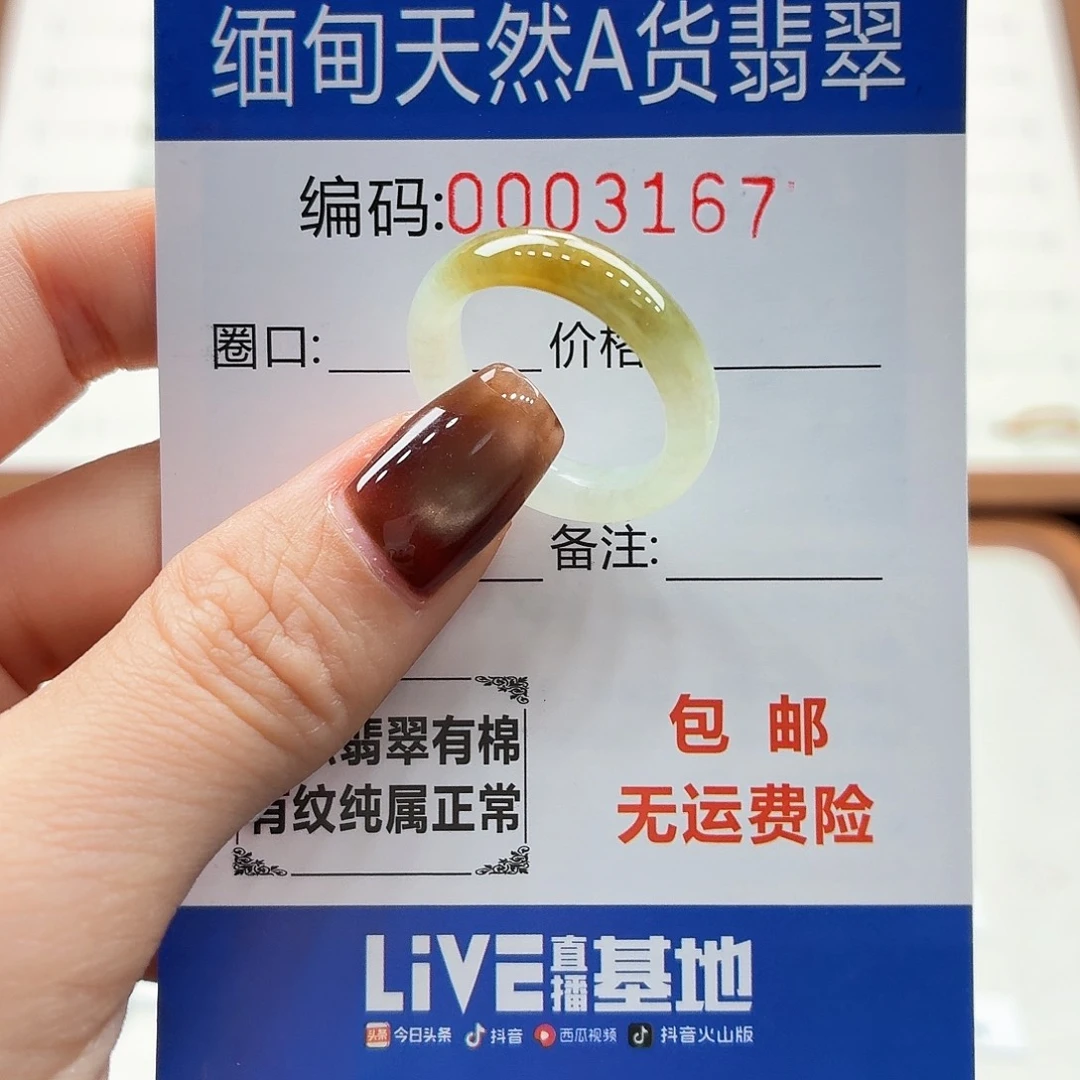 缅甸天然A货翡翠
编码:0003167
圈口: 价格
备注:
翡翠有棉
有纹纯属正常
包 邮
无运费险
LiVE直播基地
头条 今日头条 抖音 西瓜视频 抖音火山版